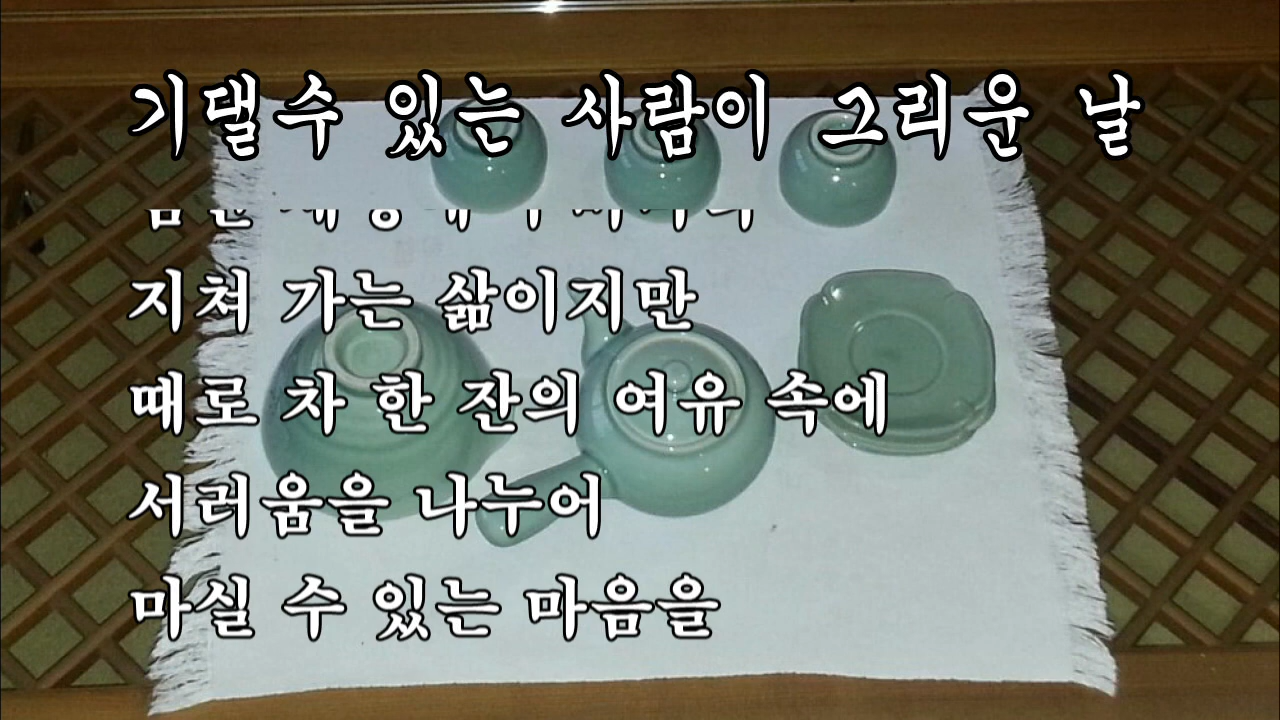 기댈수 있는 사람이 그리운 날
지쳐 가는 삶이지만
때로 차 한 잔의 여유 속에
서러움을 나누어
마실 수 있는 마음을